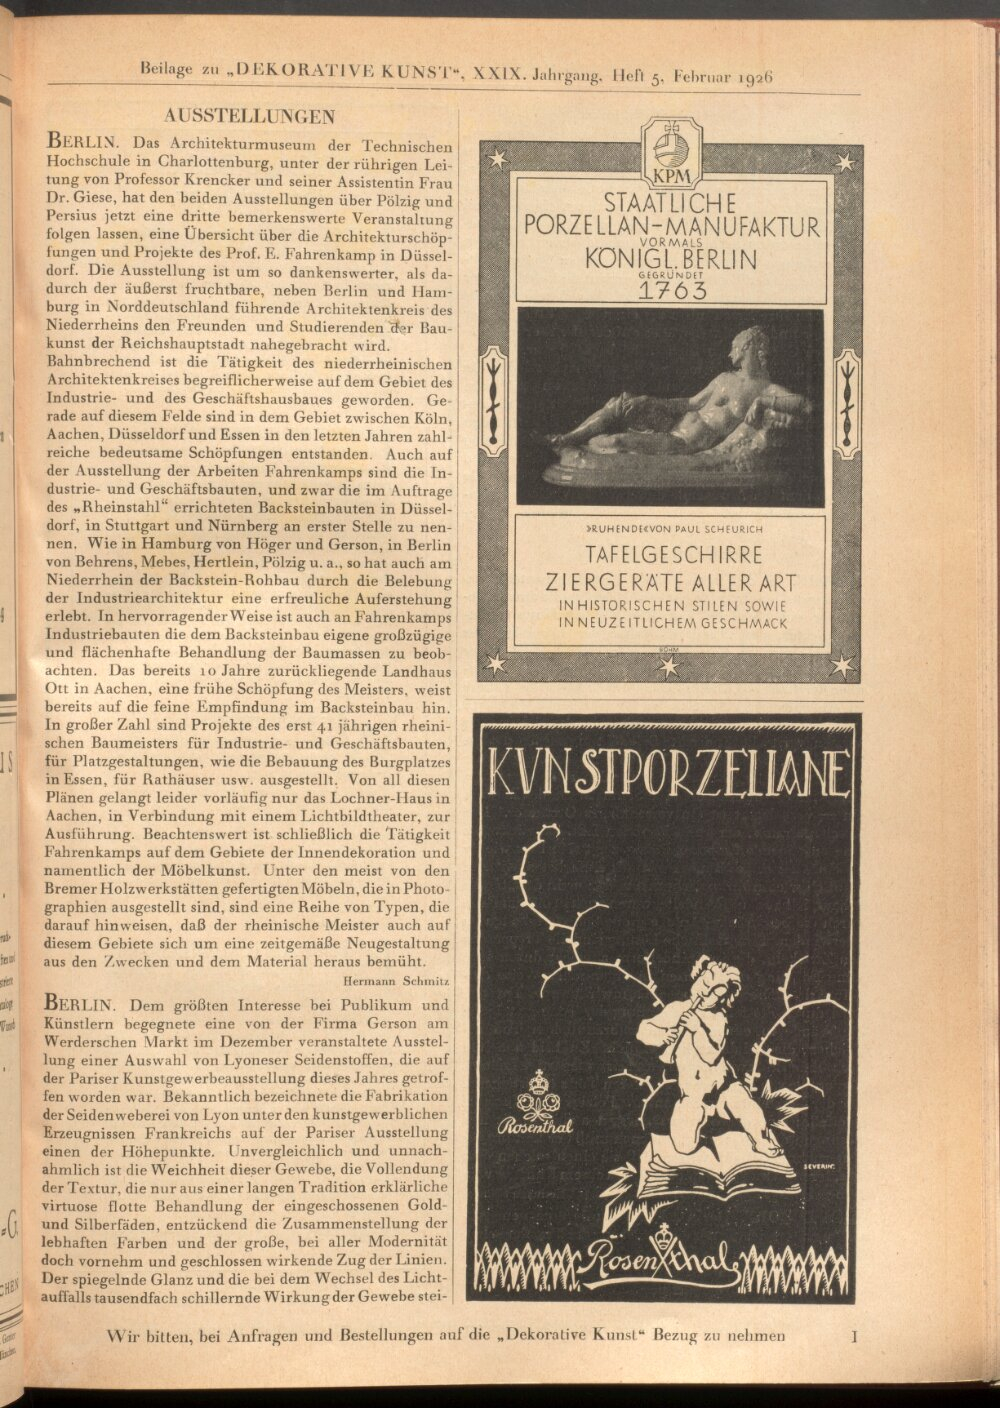 Beilage zu „DEKORATIVE KUNST“, XXIX. Jahrgang, Heft 5, Februar 1926
AUSSTELLUNGEN
BERLIN. Das Architekturmuseum der Technischen
Hochschule in Charlottenburg, unter der rührigen Lei-
tung von Professor Krencker und seiner Assistentin Frau
Dr. Giese, hat den beiden Ausstellungen über Pölzig und
Persius jetzt eine dritte bemerkenswerte Veranstaltung
folgen lassen, eine Übersicht über die Architekturschöp-
fungen und Projekte des Prof. E. Fahrenkamp in Düssel-
dorf. Die Ausstellung ist um so dankenswerter, als da-
durch der äußerst fruchtbare, neben Berlin und Ham-
burg in Norddeutschland führende Architektenkreis des
Niederrheins den Freunden und Studierenden der Bau-
kunst der Reichshauptstadt nahegebracht wird.
Bahnbrechend ist die Tätigkeit des niederrheinischen
Architektenkreises begreiflicherweise auf dem Gebiet des
Industrie- und des Geschäftshausbaues geworden. Ge-
rade auf diesem Felde sind in dem Gebiet zwischen Köln,
Aachen, Düsseldorf und Essen in den letzten Jahren zahl-
reiche bedeutsame Schöpfungen entstanden. Auch auf
der Ausstellung der Arbeiten Fahrenkamps sind die In-
dustrie- und Geschäftsbauten, und zwar die im Auftrage
des „Rheinstahl“ errichteten Backsteinbauten in Düssel-
dorf, in Stuttgart und Nürnberg an erster Stelle zu nen-
nen. Wie in Hamburg von Höger und Gerson, in Berlin
von Behrens, Mebes, Hertlein, Pölzig u. a., so hat auch am
Niederrhein der Backstein-Rohbau durch die Belebung
der Industriearchitektur eine erfreuliche Auferstehung
erlebt. In hervorragender Weise ist auch an Fahrenkamps
Industriebauten die dem Backsteinbau eigene großzügige
und flächenhafte Behandlung der Baumassen zu beob-
achten. Das bereits 10 Jahre zurückliegende Landhaus
Ott in Aachen, eine frühe Schöpfung des Meisters, weist
bereits auf die feine Empfindung im Backsteinbau hin.
In großer Zahl sind Projekte des erst 41 jährigen rheini-
schen Baumeisters für Industrie- und Geschäftsbauten,
für Platzgestaltungen, wie die Bebauung des Burgplatzes
in Essen, für Rathäuser usw. ausgestellt. Von all diesen
Plänen gelangt leider vorläufig nur das Lochner-Haus in
Aachen, in Verbindung mit einem Lichtbildtheater, zur
Ausführung. Beachtenswert ist schließlich die Tätigkeit
Fahrenkamps auf dem Gebiete der Innendekoration und
namentlich der Möbelkunst. Unter den meist von den
Bremer Holzwerkstätten gefertigten Möbeln, die in Photo-
graphien ausgestellt sind, sind eine Reihe von Typen, die
darauf hinweisen, daß der rheinische Meister auch auf
diesem Gebiete sich um eine zeitgemäße Neugestaltung
aus den Zwecken und dem Material heraus bemüht.
Hermann Schmitz
BERLIN. Dem größten Interesse bei Publikum und
Künstlern begegnete eine von der Firma Gerson am
Werderschen Markt im Dezember veranstaltete Ausstel-
lung einer Auswahl von Lyoneser Seidenstoffen, die auf
der Pariser Kunstgewerbeausstellung dieses Jahres getrof-
fen worden war. Bekanntlich bezeichnete die Fabrikation
der Seidenweberei von Lyon unter den kunstgewerblichen
Erzeugnissen Frankreichs auf der Pariser Ausstellung
einen der Höhepunkte. Unvergleichlich und unnach-
ahmlich ist die Weichheit dieser Gewebe, die Vollendung
der Textur, die nur aus einer langen Tradition erklärliche
virtuose flotte Behandlung der eingeschossenen Gold-
und Silberfäden, entzückend die Zusammenstellung der
lebhaften Farben und der große, bei aller Modernität
doch vornehm und geschlossen wirkende Zug der Linien.
Der spiegelnde Glanz und die bei dem Wechsel des Licht-
auffalls tausendfach schillernde Wirkung der Gewebe stei-
KPM
STAATLICHE
PORZELLAN-MANUFAKTUR
VORMALS
KÖNIGL. BERLIN
GEGRÜNDET
1763
»RUHENDE« VON PAUL SCHEURICH
TAFELGESCHIRRE
ZIERGERÄTE ALLER ART
IN HISTORISCHEN STILEN SOWIE
IN NEUZEITLICHEM GESCHMACK
BÖHM
KVNSTPORZELLANE
Rosenthal
SEVERIN.
Rosenthal
Wir bitten, bei Anfragen und Bestellungen auf die „Dekorative Kunst“ Bezug zu nehmen
I